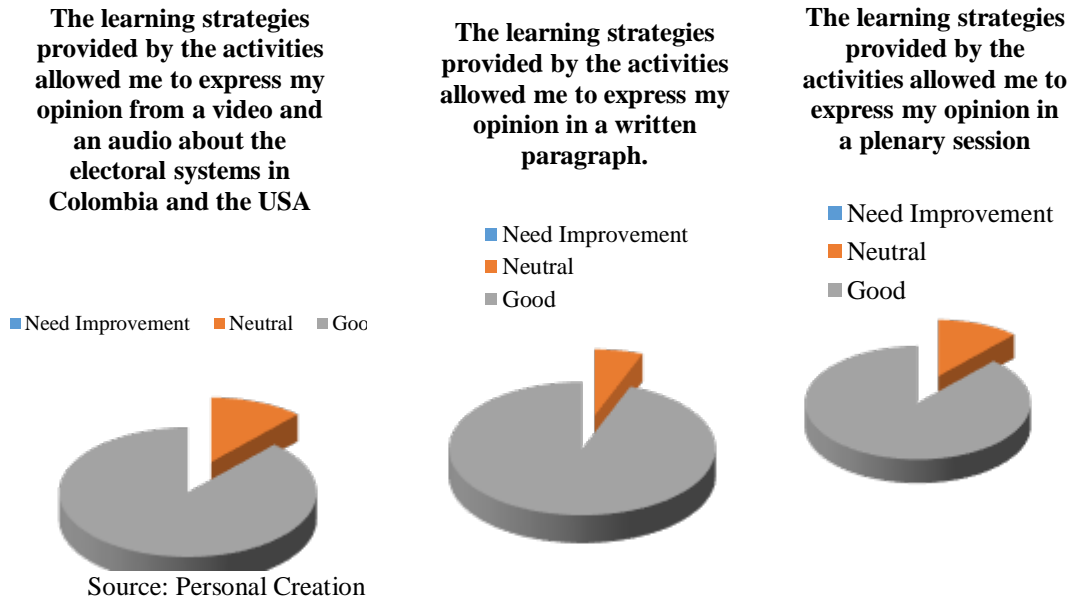 The learning strategies
provided by the activities
allowed me to express my
opinion from a video and
an audio about the
electoral systems in
Colombia and the USA
Need Improvement Neutral Goo
The learning strategies
provided by the activities
allowed me to express my
opinion in a written
paragraph.
Need Improvement
Neutral
Good
The learning strategies
provided by the
activities allowed me to
express my opinion in
a plenary session
Need Improvement
Neutral
Good
Source: Personal Creation